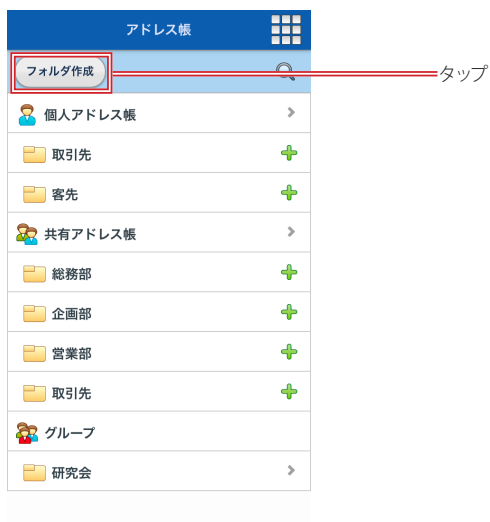 アドレス帳
フォルダ作成
タップ
個人アドレス帳
取引先
客先
共有アドレス帳
総務部
企画部
営業部
取引先
グループ
研究会